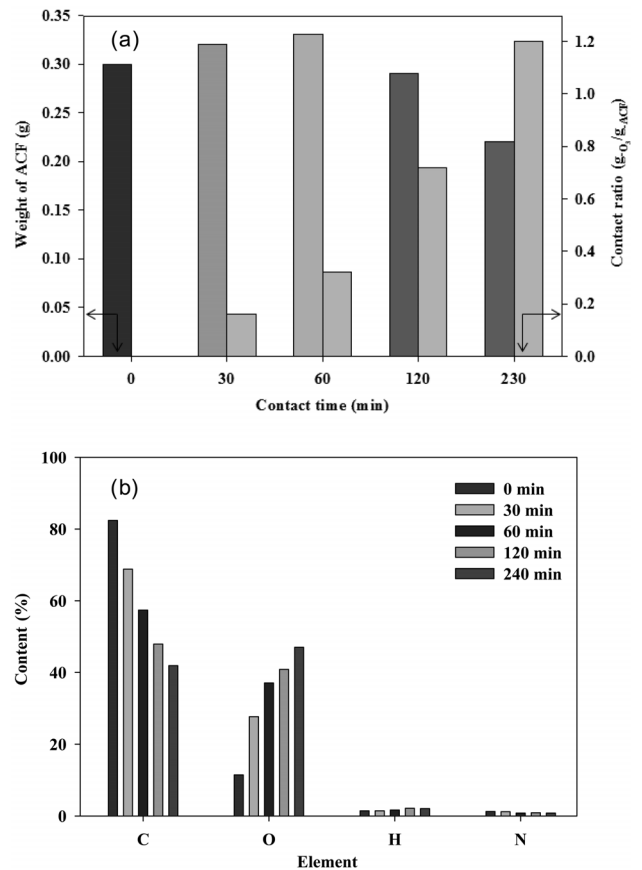 (a)
0.35
0.30
0.25
0.20
0.15
0.10
0.05
0.00
Weight of ACF (g)
1.2
1.0
0.8
0.6
0.4
0.2
0.0
Contact ratio (g-O₃/g-ACF)
0 30 60 120 230
Contact time (min)
(b)
100
80
60
40
20
0
Content (%)
0 min
30 min
60 min
120 min
240 min
C O H N
Element